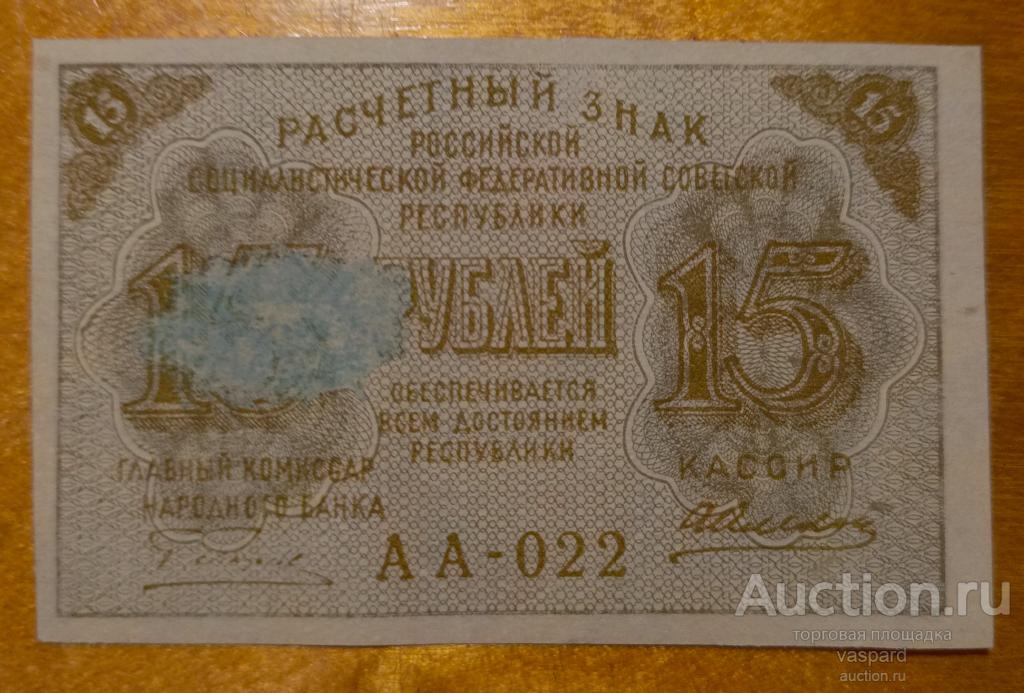 15 15
РАСЧЕТНЫЙ ЗНАК
РОССИЙСКОЙ
СОЦИАЛИСТИЧЕСКОЙ ФЕДЕРАТИВНОЙ СОВЕТСКОЙ
РЕСПУБЛИКИ
15 РУБЛЕЙ 15
ОБЕСПЕЧИВАЕТСЯ
ВСЕМ ДОСТОЯНИЕМ
РЕСПУБЛИКИ
ГЛАВНЫЙ КОМИССАР
НАРОДНОГО БАНКА
КАССИР
АА-022
Auction.ru
торговая площадка
vaspard
auction.ru